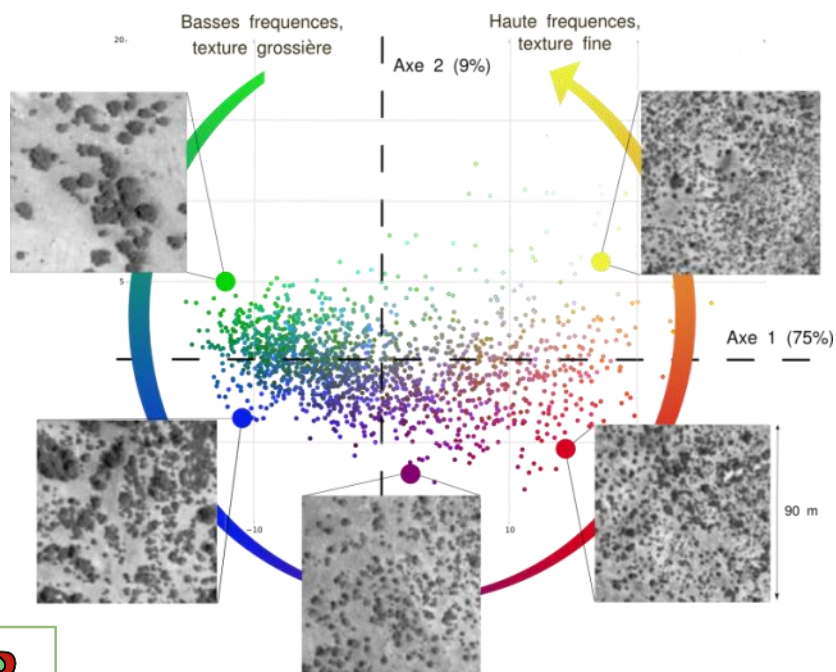 Basses frequences,
texture grossière
Haute frequences,
texture fine
20
Axe 2 (9%)
5
Axe 1 (75%)
-10
10
90 m